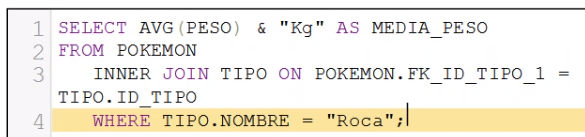 1 SELECT AVG(PESO) & "Kg" AS MEDIA_PESO
2 FROM POKEMON
3 INNER JOIN TIPO ON POKEMON.FK_ID_TIPO_1 =
TIPO.ID_TIPO
4 WHERE TIPO.NOMBRE = "Roca";